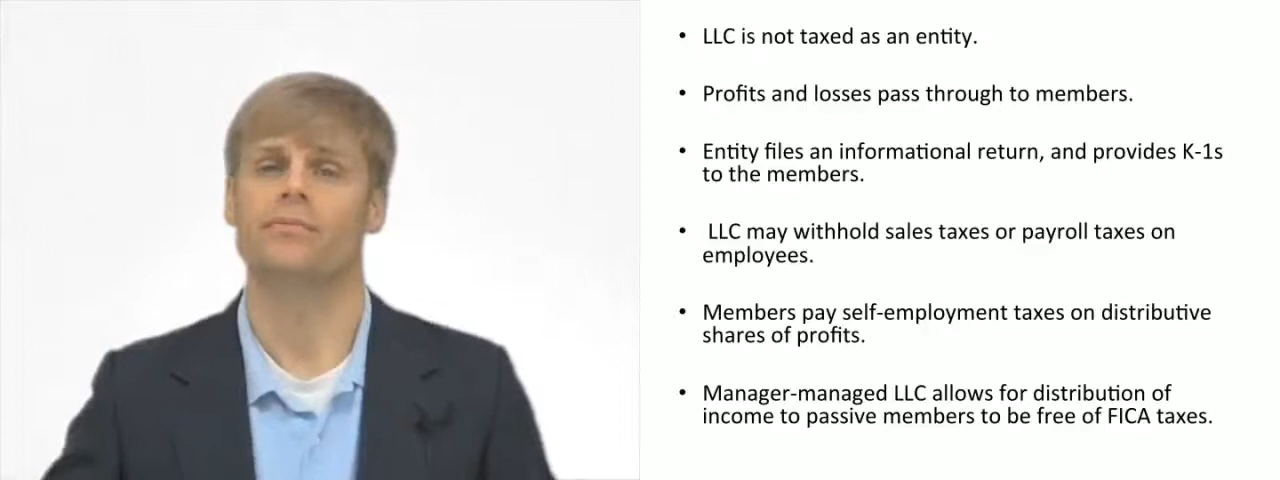 • LLC is not taxed as an entity.
• Profits and losses pass through to members.
• Entity files an informational return, and provides K-1s
to the members.
• LLC may withhold sales taxes or payroll taxes on
employees.
• Members pay self-employment taxes on distributive
shares of profits.
• Manager-managed LLC allows for distribution of
income to passive members to be free of FICA taxes.